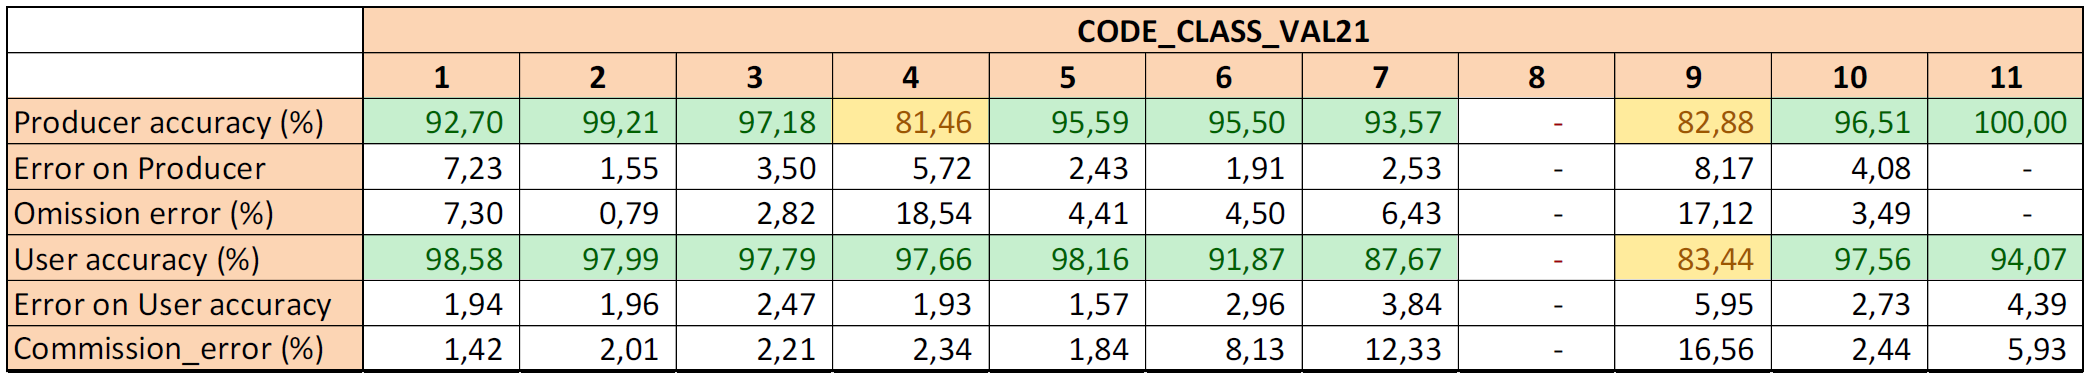 CODE_CLASS_VAL21
1 2 3 4 5 6 7 8 9 10 11
Producer accuracy (%) 92,70 99,21 97,18 81,46 95,59 95,50 93,57 - 82,88 96,51 100,00
Error on Producer 7,23 1,55 3,50 5,72 2,43 1,91 2,53 - 8,17 4,08 -
Omission error (%) 7,30 0,79 2,82 18,54 4,41 4,50 6,43 - 17,12 3,49 -
User accuracy (%) 98,58 97,99 97,79 97,66 98,16 91,87 87,67 - 83,44 97,56 94,07
Error on User accuracy 1,94 1,96 2,47 1,93 1,57 2,96 3,84 - 5,95 2,73 4,39
Commission_error (%) 1,42 2,01 2,21 2,34 1,84 8,13 12,33 - 16,56 2,44 5,93